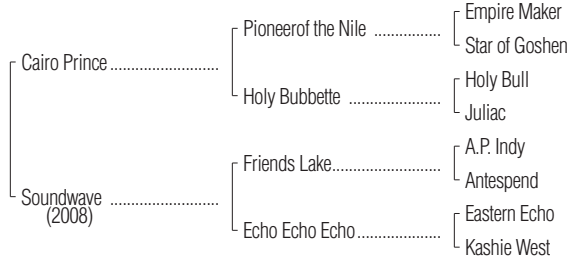 Empire Maker
Pioneerof the Nile ................
Star of Goshen
Cairo Prince ..........................
Holy Bull
Holy Bubbette ......................
Juliac
A.P. Indy
Friends Lake..........................
Antespend
Soundwave ..........................
(2008)
Eastern Echo
Echo Echo Echo....................
Kashie West